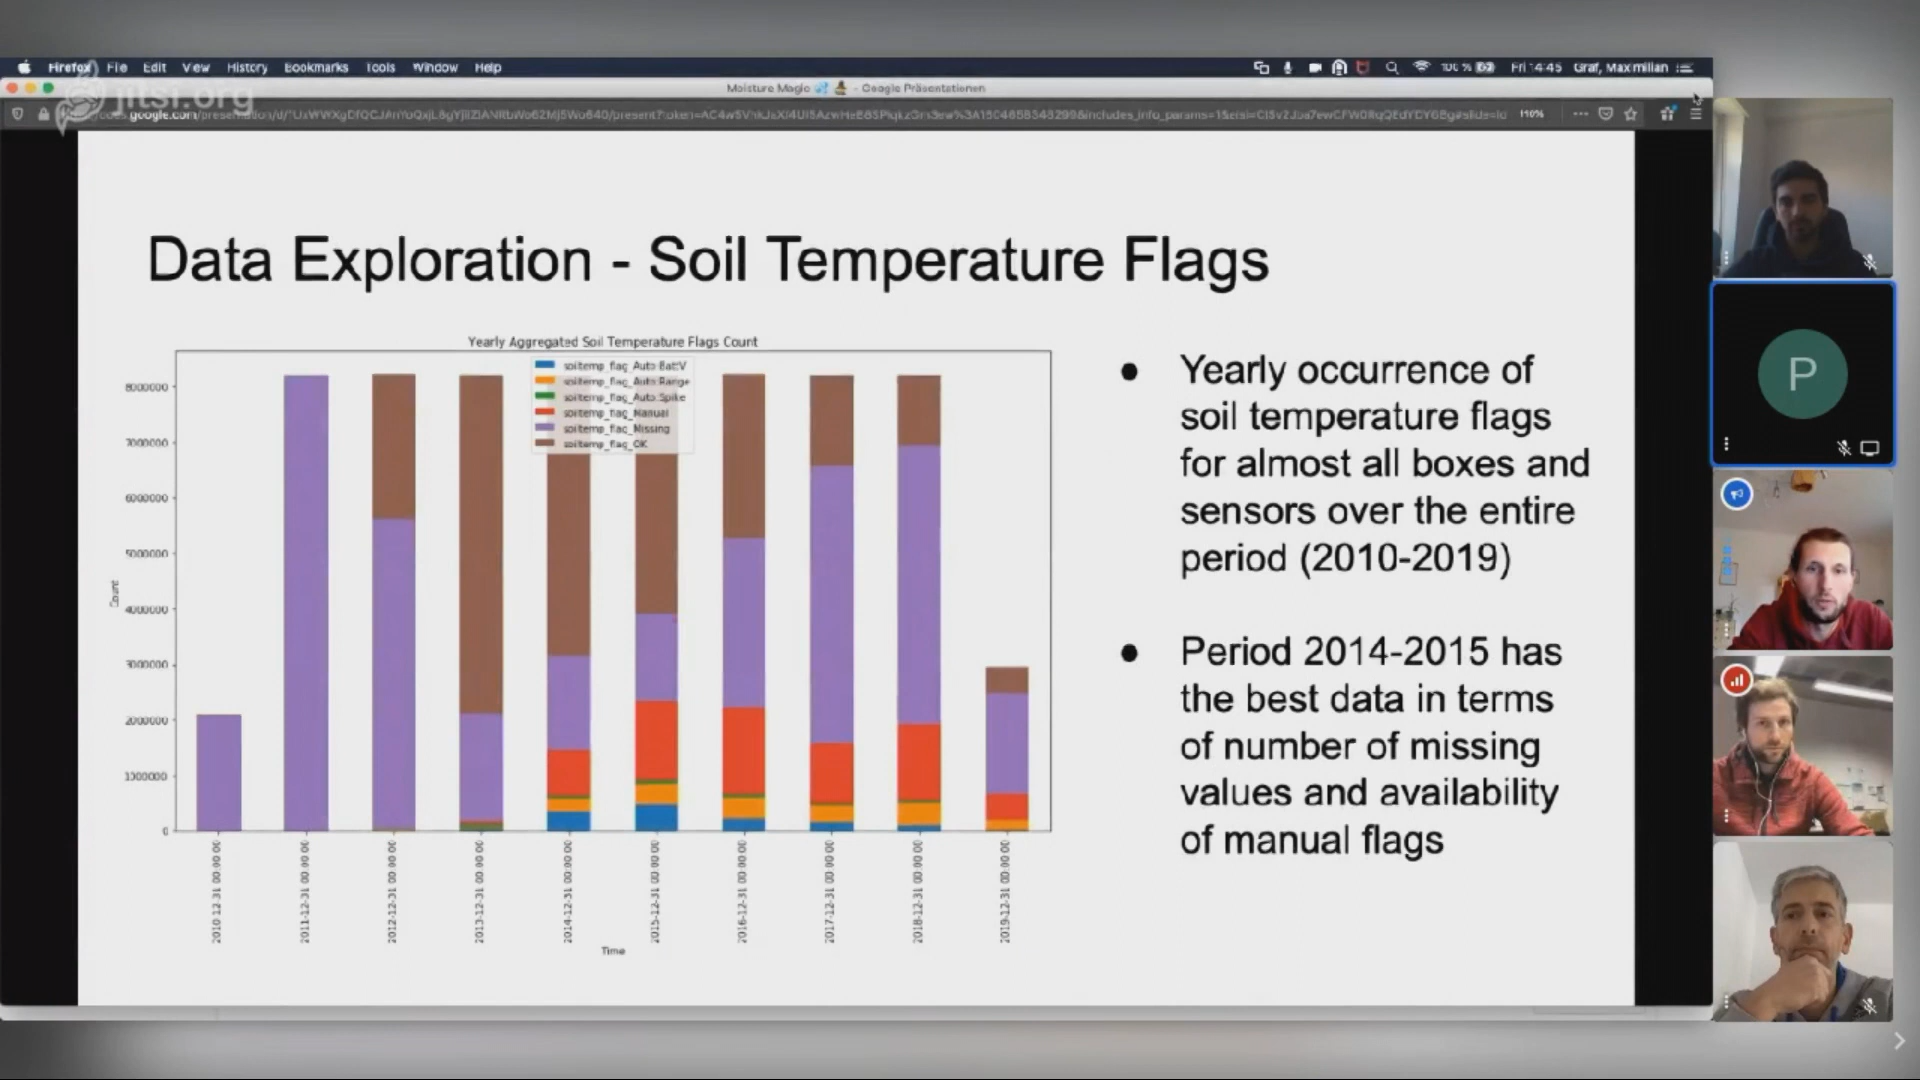 Firefox File Edit View History Bookmarks Tools Window Help
100 % Fri 14:45 Graf, Maximilian
jitsi.org
Moisture Magic - Google Präsentationen
110%
Data Exploration - Soil Temperature Flags
Yearly Aggregated Soil Temperature Flags Count
soiltemp_flag_Auto:BattV
soiltemp_flag_Auto:Range
soiltemp_flag_Auto:Spike
soiltemp_flag_Manual
soiltemp_flag_Missing
soiltemp_flag_OK
8000000
7000000
6000000
5000000
4000000
3000000
2000000
1000000
0
Count
2010-12-31 00:00:00
2011-12-31 00:00:00
2012-12-31 00:00:00
2013-12-31 00:00:00
2014-12-31 00:00:00
2015-12-31 00:00:00
2016-12-31 00:00:00
2017-12-31 00:00:00
2018-12-31 00:00:00
2019-12-31 00:00:00
Time
● Yearly occurrence of
soil temperature flags
for almost all boxes and
sensors over the entire
period (2010-2019)
● Period 2014-2015 has
the best data in terms
of number of missing
values and availability
of manual flags
P